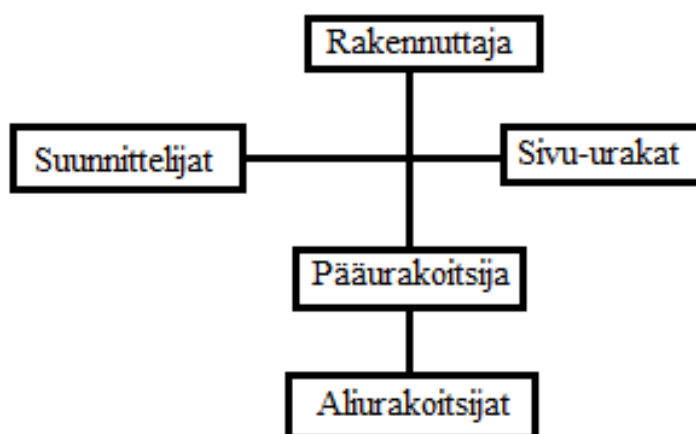 Rakennuttaja
Suunnittelijat
Sivu-urakat
Pääurakoitsija
Aliurakoitsijat